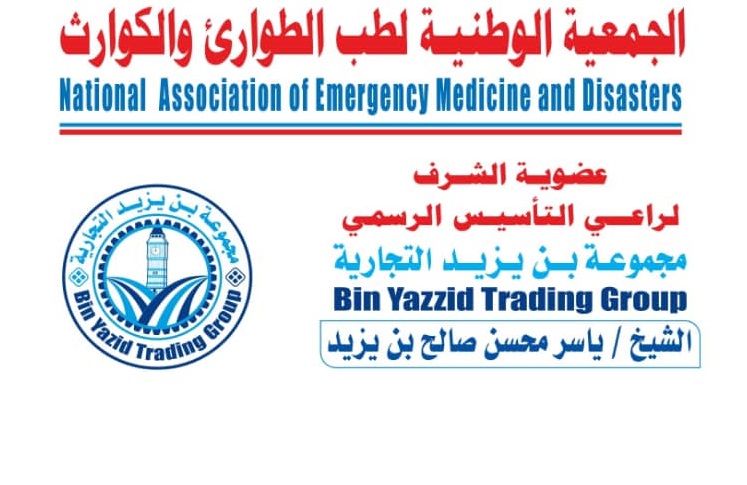 الجمعية الوطنية لطب الطوارئ والكوارث
National Association of Emergency Medicine and Disasters
عضوية الشرف
لراعي التأسيس الرسمي
مجموعة بن يزيد التجارية
Bin Yazzid Trading Group
الشيخ / ياسر محسن صالح بن يزيد
مجموعة بن يزيد التجارية
Bin Yazid Trading Group